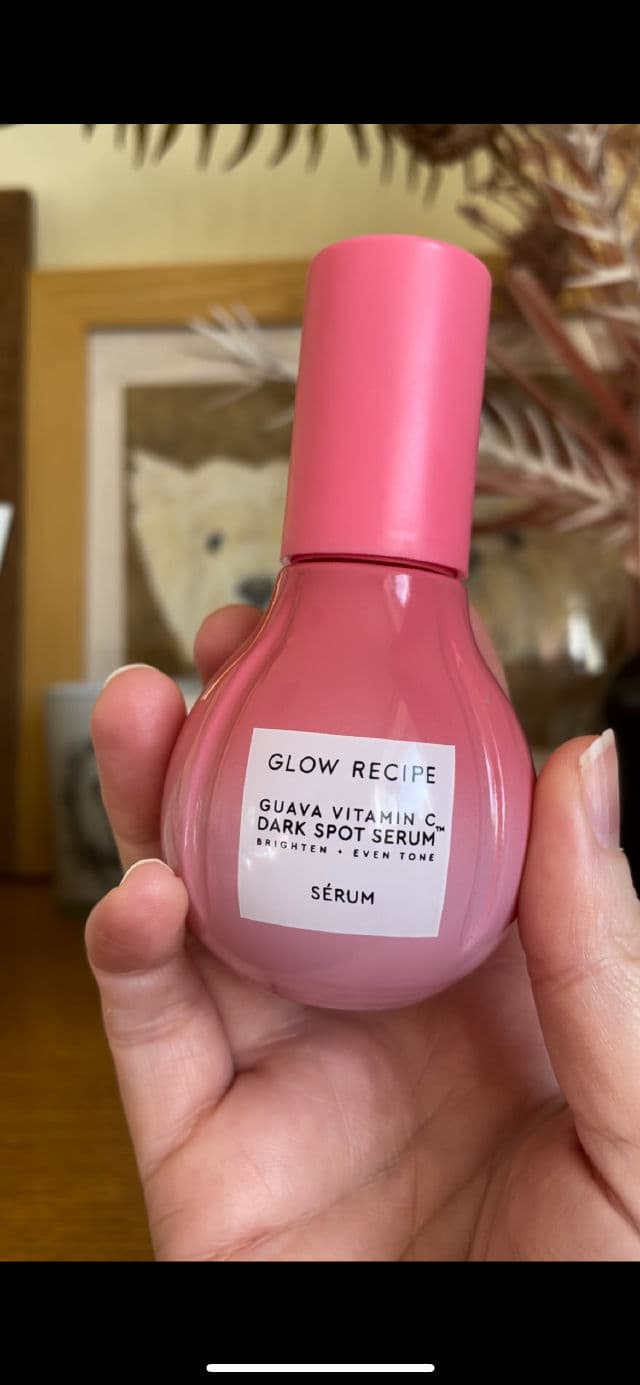 GLOW RECIPE
GUAVA VITAMIN C
DARK SPOT SERUM™
BRIGHTEN + EVEN TONE
SÉRUM